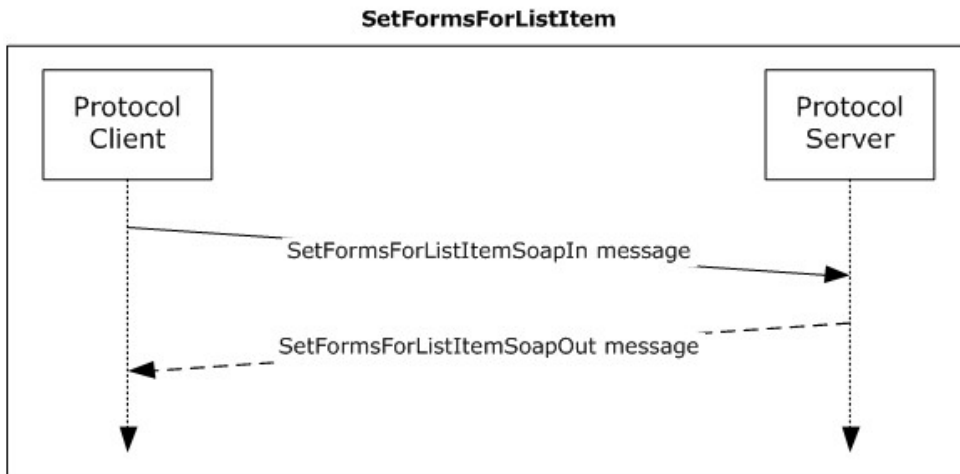 SetFormsForListItem
Protocol
Client
Protocol
Server
SetFormsForListItemSoapIn message
SetFormsForListItemSoapOut message